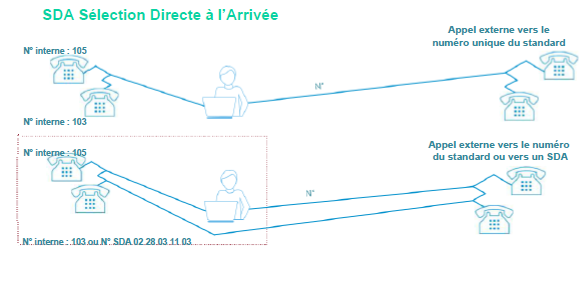 SDA Sélection Directe à l'Arrivée
Appel externe vers le
numéro unique du standard
N° interne : 105
N°
N° interne : 103
Appel externe vers le numéro
du standard ou vers un SDA
N° interne : 105
N°
N° interne : 103 ou N° SDA 02 28 03 11 03